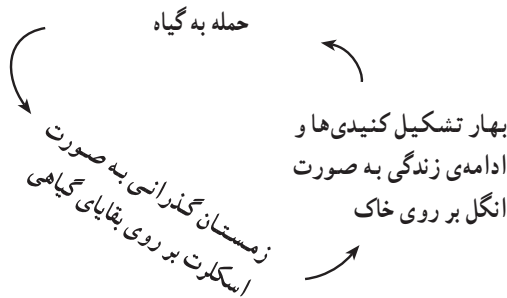 حمله به گیاه
بهار تشکیل کنیدی‌ها و
ادامه‌ی زندگی به صورت
انگل بر روی خاک
زمستان گذرانی به صورت
اسکلرت بر روی بقایای گیاهی